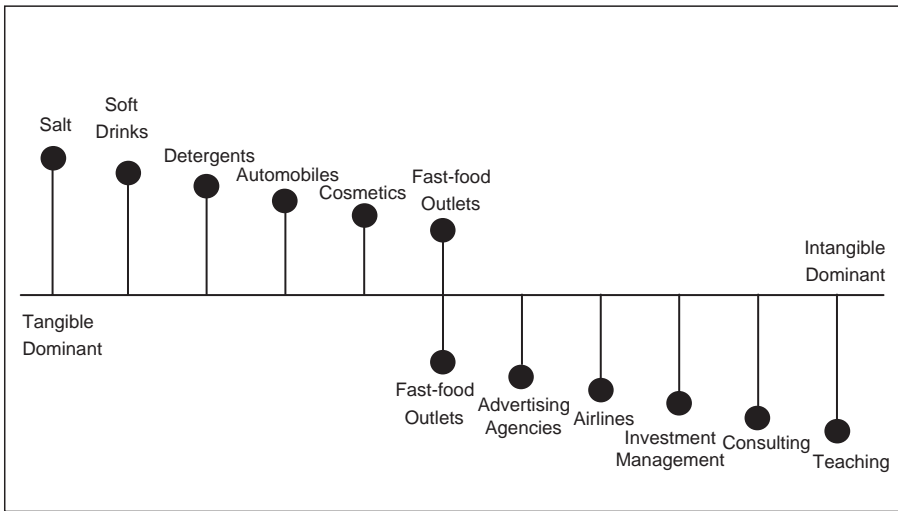 Salt
Soft
Drinks
Detergents
Automobiles
Cosmetics
Fast-food
Outlets
Intangible
Dominant
Tangible
Dominant
Fast-food
Outlets
Advertising
Agencies
Airlines
Investment
Management
Consulting
Teaching